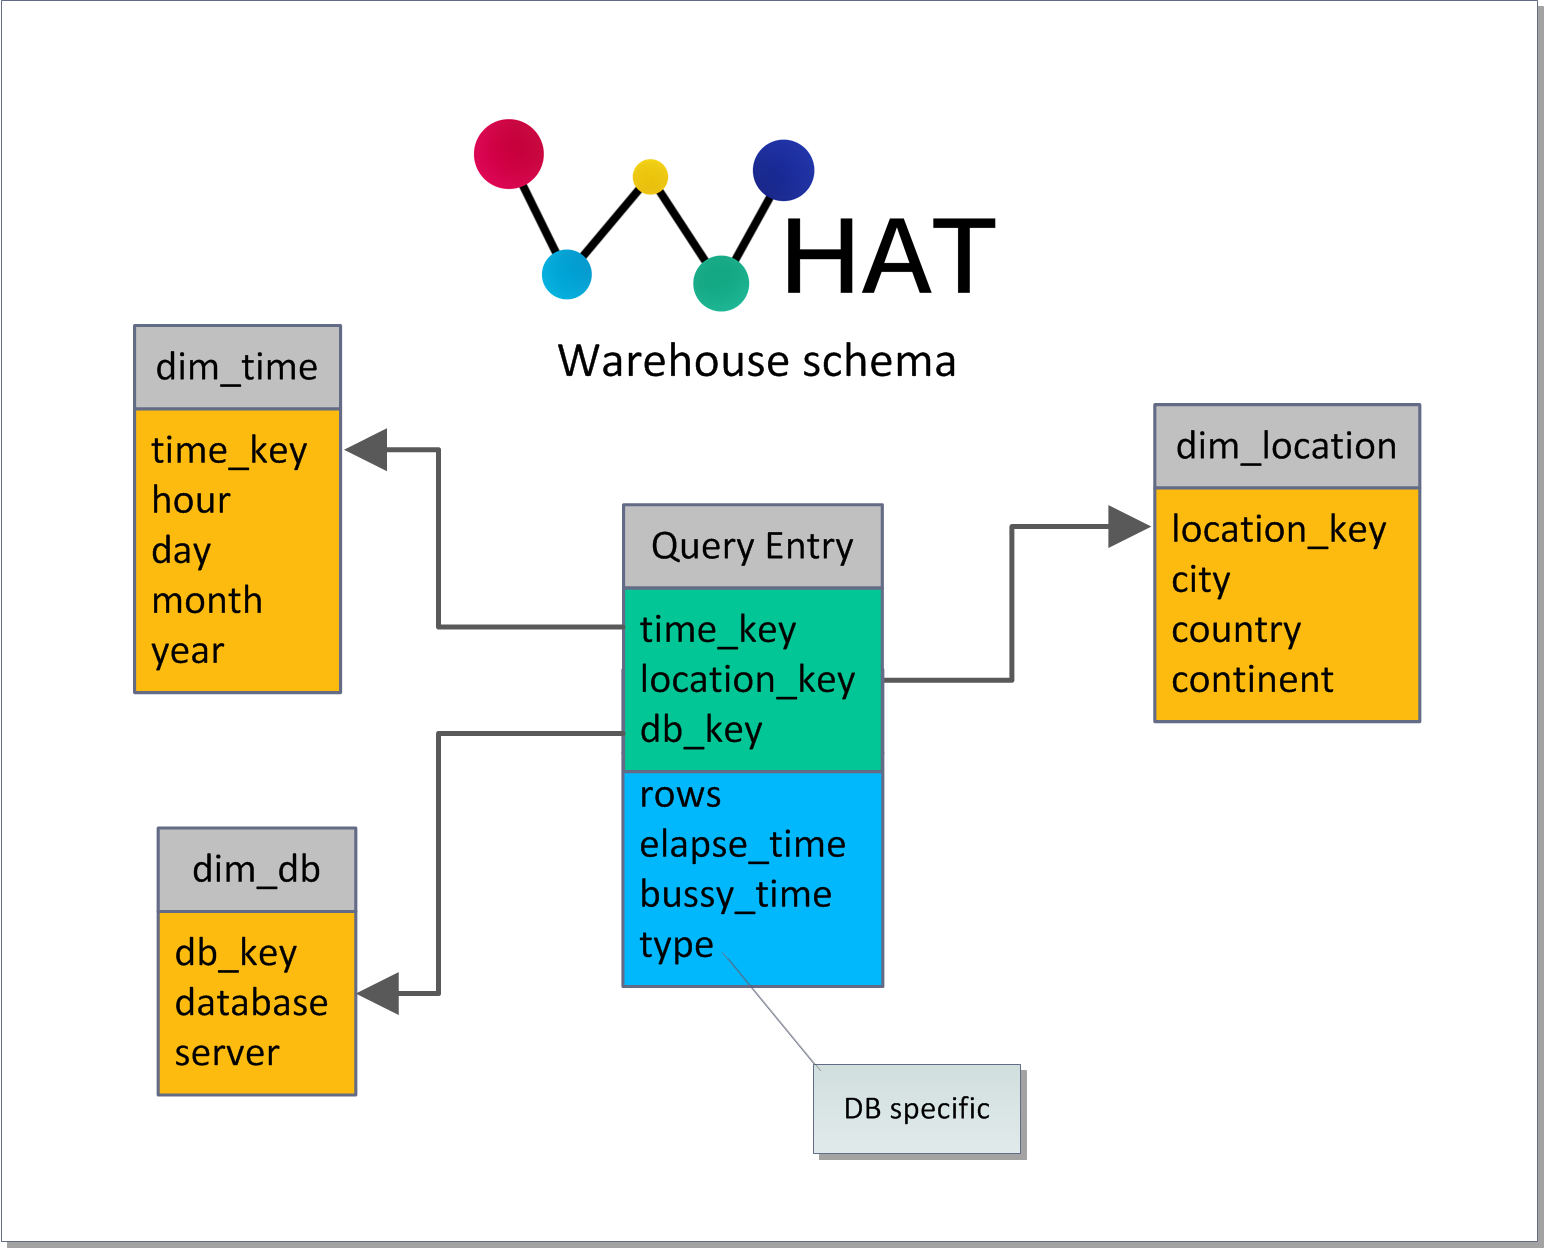 WHAT
Warehouse schema
dim_time
time_key
hour
day
month
year
dim_location
location_key
city
country
continent
Query Entry
time_key
location_key
db_key
rows
elapse_time
bussy_time
type
dim_db
db_key
database
server
DB specific